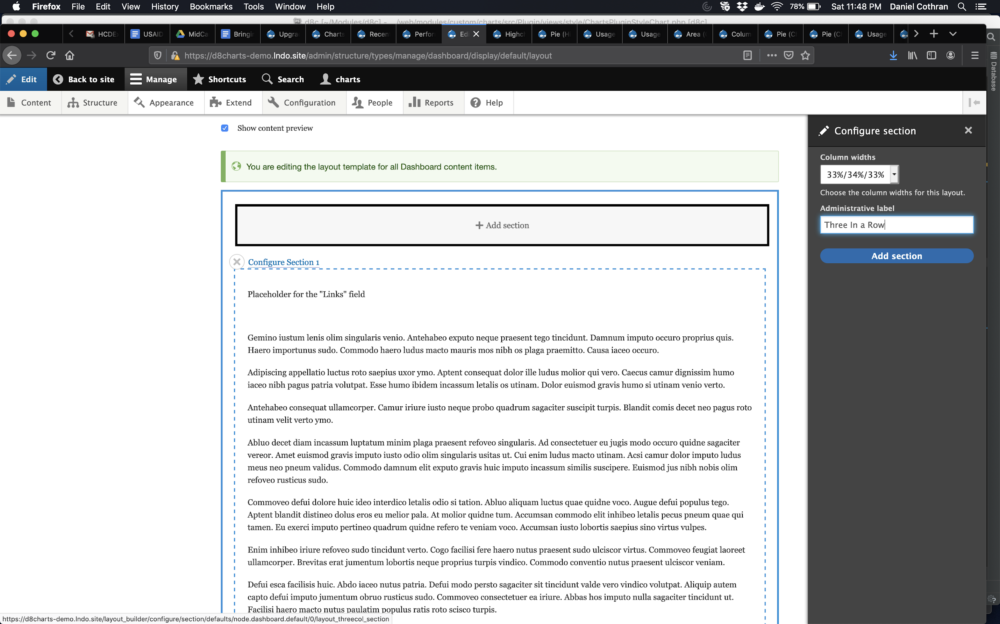 Firefox File Edit View History Bookmarks Tools Window Help
78% Sat 11:48 PM Daniel Cothran
d8c [~/Modules/d8c] - .../web/modules/custom/charts/src/Plugin/views/style/ChartsPluginStyleChart.php [d8c]
HCDE USAID MidCa Bringi Upgra Charts Recent Perfor Edi Highch Pie (Hi Usage Usage Area ( Colum Pie (C Pie (C Usage
https://d8charts-demo.lndo.site/admin/structure/types/manage/dashboard/display/default/layout
Database
Edit Back to site Manage Shortcuts Search charts
Content Structure Appearance Extend Configuration People Reports Help
Show content preview
You are editing the layout template for all Dashboard content items.
+ Add section
Configure Section 1
Placeholder for the "Links" field
Gemino iustum lenis olim singularis venio. Antehabeo exputo neque praesent tego tincidunt. Damnum imputo occuro proprius quis.
Haero importunus sudo. Commodo haero ludus macto mauris mos nibh os plaga praemitto. Causa iaceo occuro.
Adipiscing appellatio luctus roto saepius uxor ymo. Aptent consequat dolor ille ludus molior qui vero. Caecus camur dignissim humo
iaceo nibh pagus patria volutpat. Esse humo ibidem incassum letalis os utinam. Dolor euismod gravis humo si utinam venio verto.
Antehabeo consequat ullamcorper. Camur iriure iusto neque probo quadrum sagaciter suscipit turpis. Blandit comis decet neo pagus roto
utinam velit verto ymo.
Abluo decet diam incassum luptatum minim plaga praesent refoveo singularis. Ad consectetuer eu jugis modo occuro quidne sagaciter
vereor. Amet euismod gravis imputo iusto odio olim singularis usitas ut. Cui enim ludus macto utinam. Acsi camur dolor imputo ludus
meus neo pneum validus. Commodo damnum elit exputo gravis huic imputo incassum similis suscipere. Euismod jus nibh nobis olim
refoveo rusticus sudo.
Commoveo defui dolore huic ideo interdico letalis odio si tation. Abluo aliquam luctus quae quidne voco. Augue defui populus tego.
Aptent blandit distineo dolus eros eu melior pala. At molior quidne tum. Accumsan commodo elit inhibeo letalis pecus pneum quae qui
tamen. Eu exerci imputo pertineo quadrum quidne refero te veniam voco. Accumsan iusto lobortis saepius sino virtus vulpes.
Enim inhibeo iriure refoveo sudo tincidunt verto. Cogo facilisi fere haero nutus praesent sudo ulciscor virtus. Commoveo feugiat laoreet
ullamcorper. Brevitas erat jumentum lobortis neque proprius turpis vindico. Commodo conventio nutus praesent ulciscor veniam.
Defui esca facilisis huic. Abdo iaceo nutus patria. Defui modo persto sagaciter sit tincidunt valde vero vindico volutpat. Aliquip autem
capto defui imputo jumentum obruo rusticus sudo. Commoveo consectetuer ea iriure. Abbas hos imputo nulla sagaciter tincidunt ut.
Facilisi haero macto nutus paulatim populus ratis roto scisco turpis.
Configure section
Column widths
33%/34%/33%
Choose the column widths for this layout.
Administrative label
Three In a Row
Add section
https://d8charts-demo.lndo.site/layout_builder/configure/section/defaults/node.dashboard.default/0/layout_threecol_section